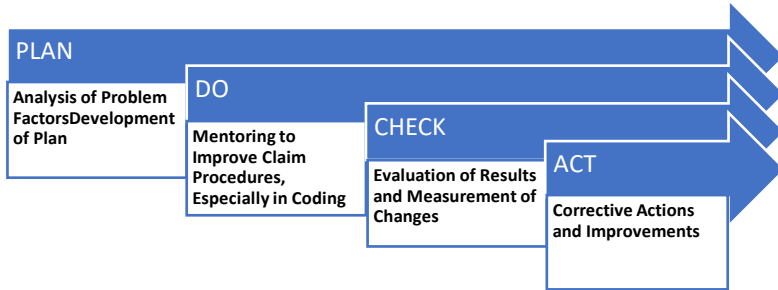 PLAN
Analysis of Problem
FactorsDevelopment
of Plan
DO
Mentoring to
Improve Claim
Procedures,
Especially in Coding
CHECK
Evaluation of Results
and Measurement of
Changes
ACT
Corrective Actions
and Improvements